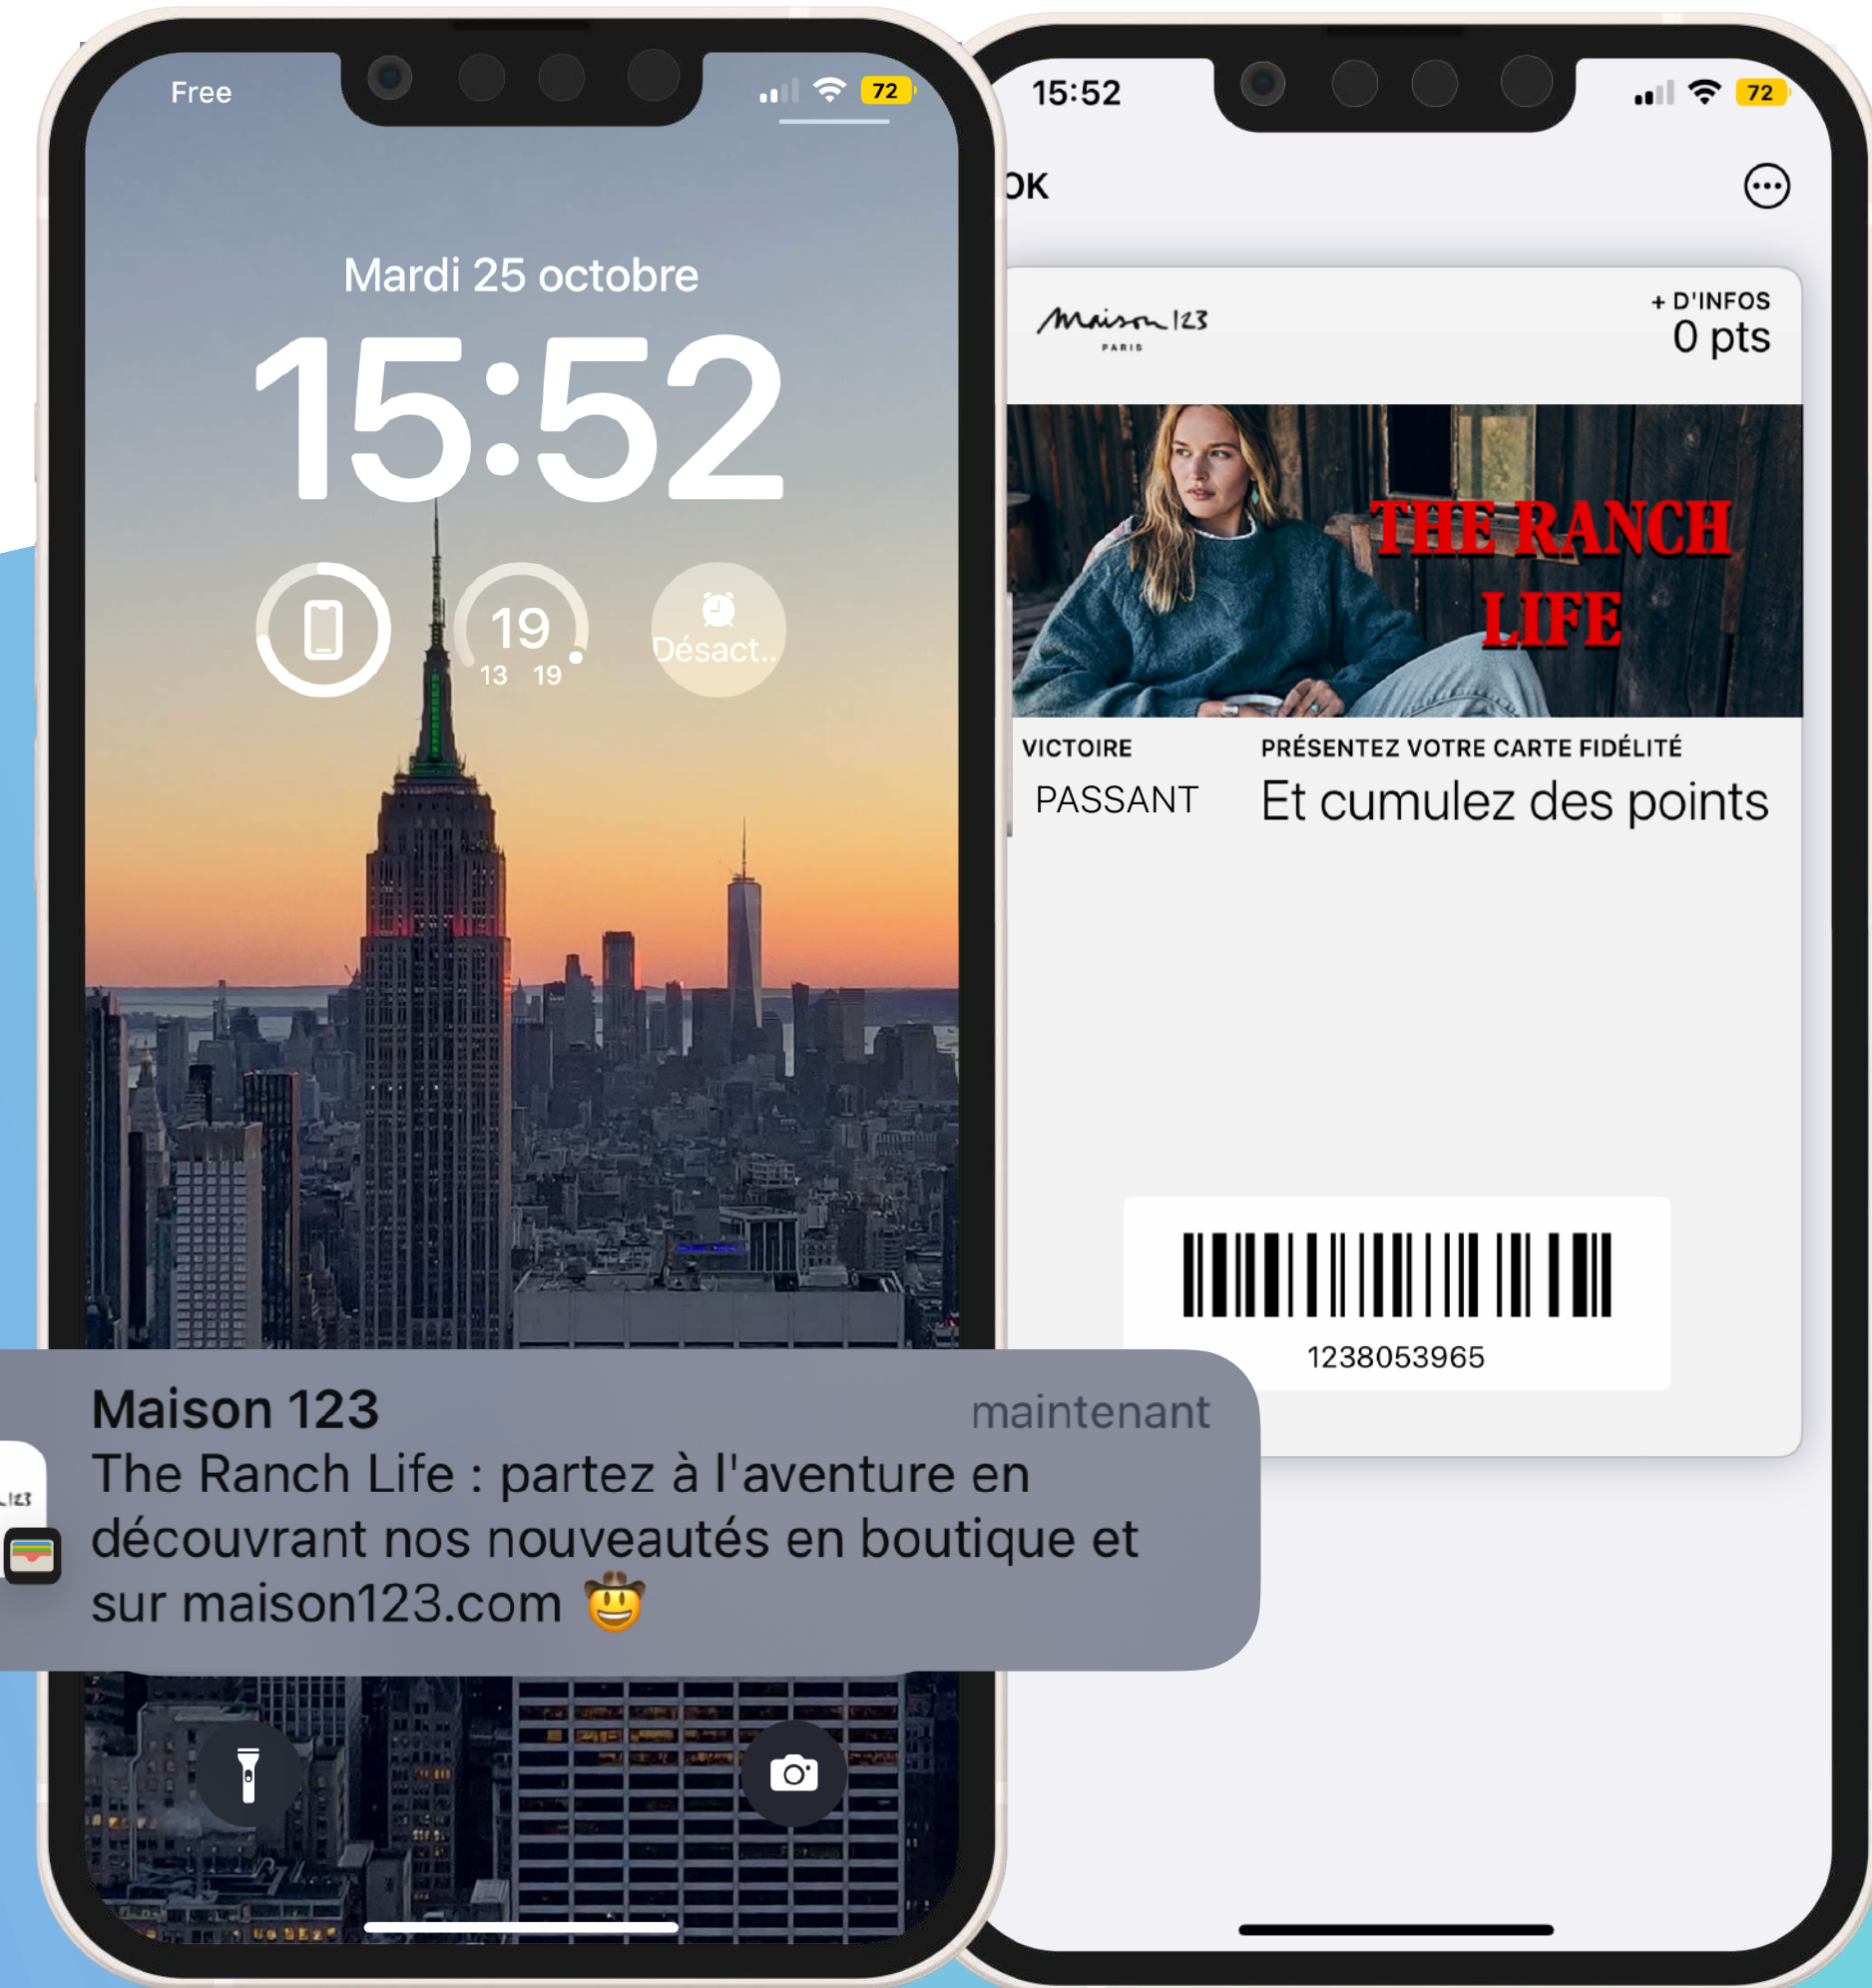 Free
72
Mardi 25 octobre
15:52
19
13 19
Désact..
Maison 123
maintenant
The Ranch Life : partez à l'aventure en
découvrant nos nouveautés en boutique et
sur maison123.com 🤠
15:52
72
OK
Maison 123
PARIS
+ D'INFOS
0 pts
THE RANCH
LIFE
VICTOIRE
PASSANT
PRÉSENTEZ VOTRE CARTE FIDÉLITÉ
Et cumulez des points
1238053965